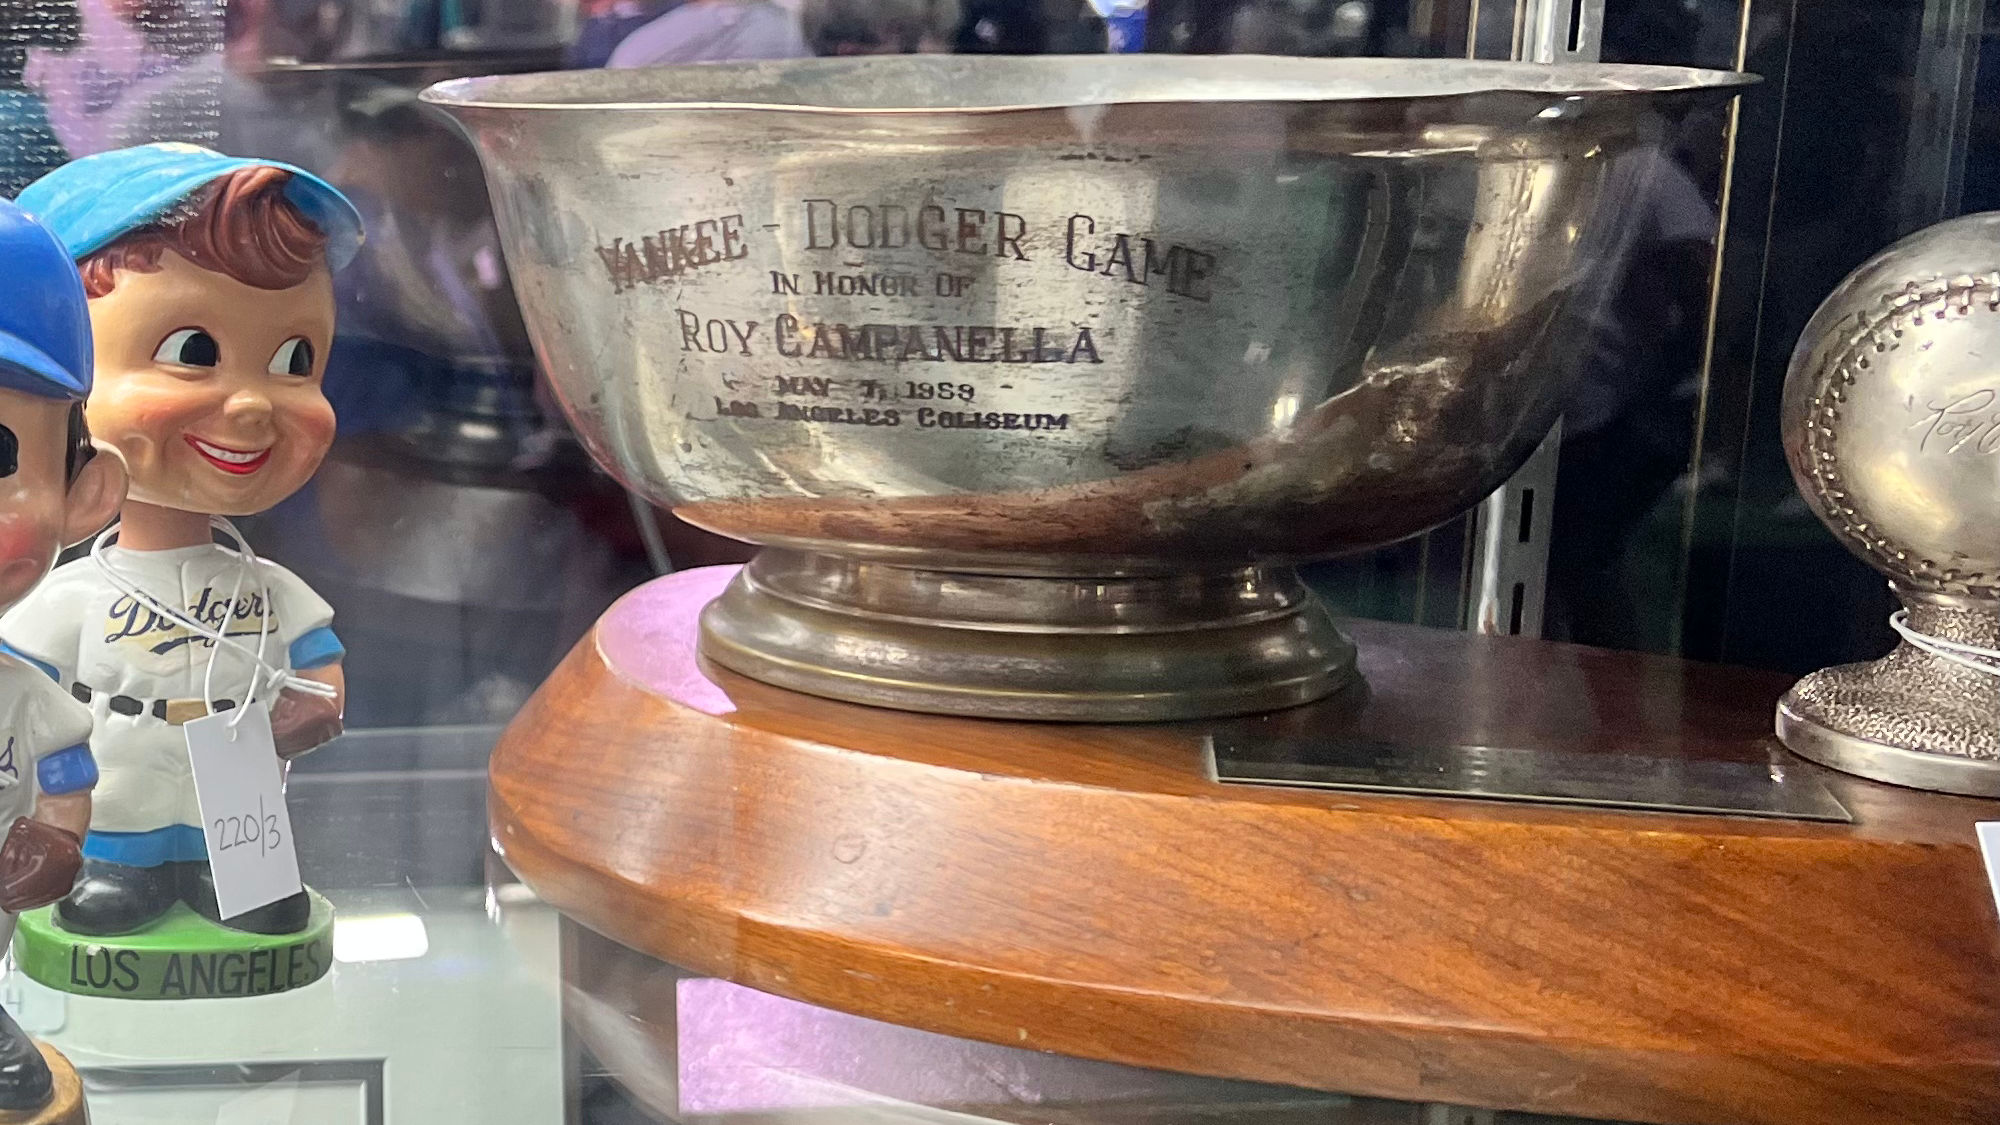 YANKEE - DODGER GAME
IN HONOR OF
ROY CAMPANELLA
MAY 7, 1959
LOS ANGELES COLISEUM
Dodgers
220/3
LOS ANGELES
Roy